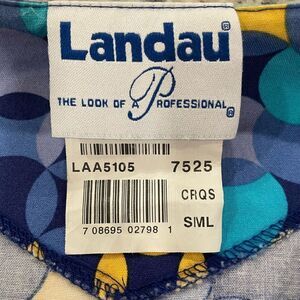 Landau®
THE LOOK OF A PROFESSIONAL®
LAA5105 7525
CRQS
7 08695 02798 1 SML